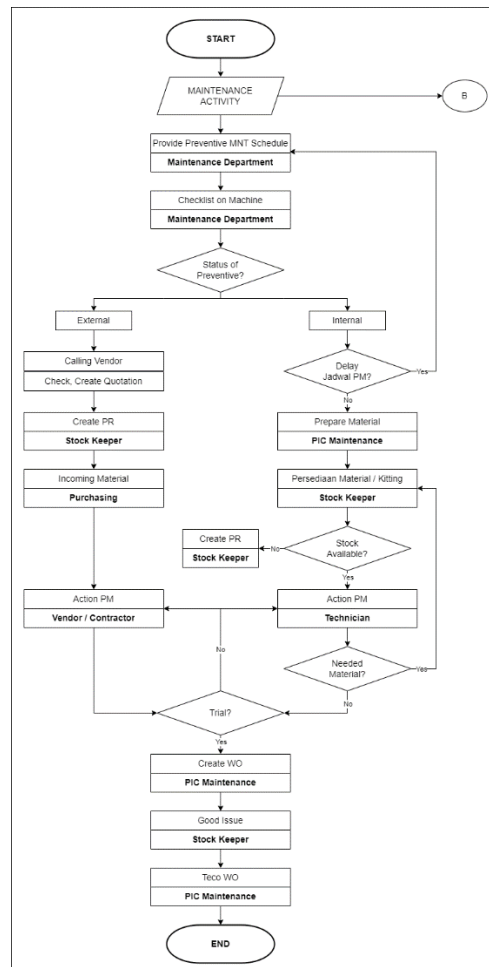 START
MAINTENANCE
ACTIVITY
B
Provide Preventive MNT Schedule
Maintenance Department
Checklist on Machine
Maintenance Department
Status of
Preventive?
External
Internal
Calling Vendor
Check, Create Quotation
Delay
Jadwal PM?
Yes
No
Create PR
Stock Keeper
Prepare Material
PIC Maintenance
Incoming Material
Purchasing
Persediaan Material / Kitting
Stock Keeper
Create PR
Stock Keeper
No
Stock
Available?
Yes
Action PM
Vendor / Contractor
Action PM
Technician
No
Needed
Material?
Yes
No
Trial?
Yes
Create WO
PIC Maintenance
Good Issue
Stock Keeper
Teco WO
PIC Maintenance
END